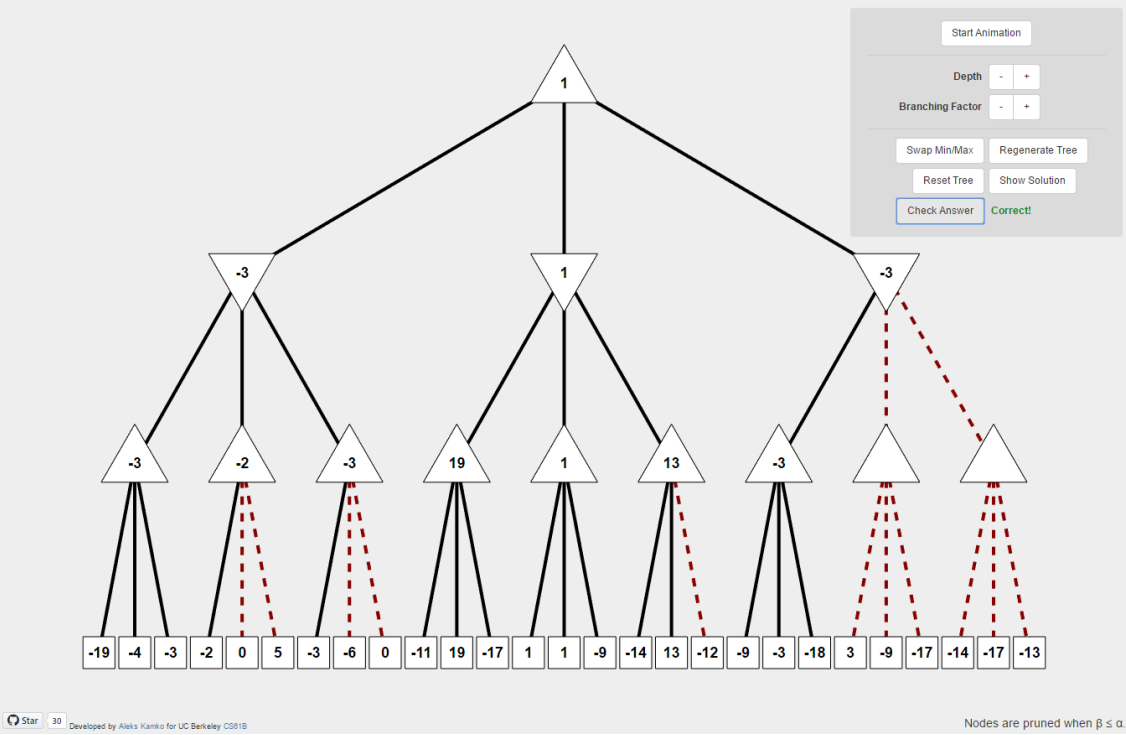 Start Animation
Depth - +
Branching Factor - +
Swap Min/Max Regenerate Tree
Reset Tree Show Solution
Check Answer Correct!
1
-3 1 -3
-3 -2 -3 19 1 13 -3
-19 -4 -3 -2 0 5 -3 -6 0 -11 19 -17 1 1 -9 -14 13 -12 -9 -3 -18 3 -9 -17 -14 -17 -13
Star 30 Developed by Aleks Kamko for UC Berkeley CS61B
Nodes are pruned when β ≤ α.